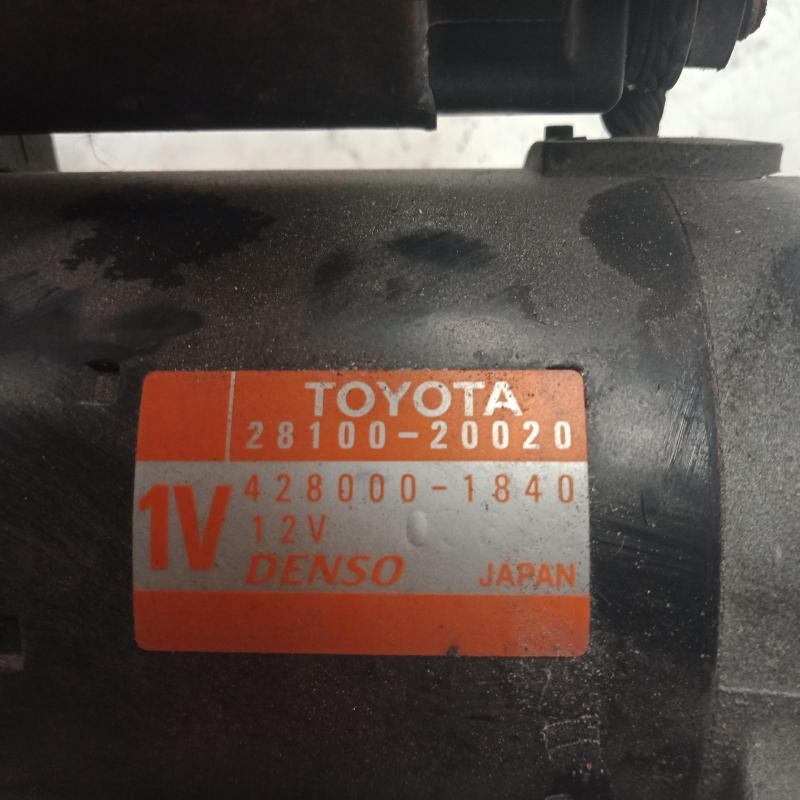 TOYOTA
28100-20020
1V
428000-1840
12V
DENSO JAPAN